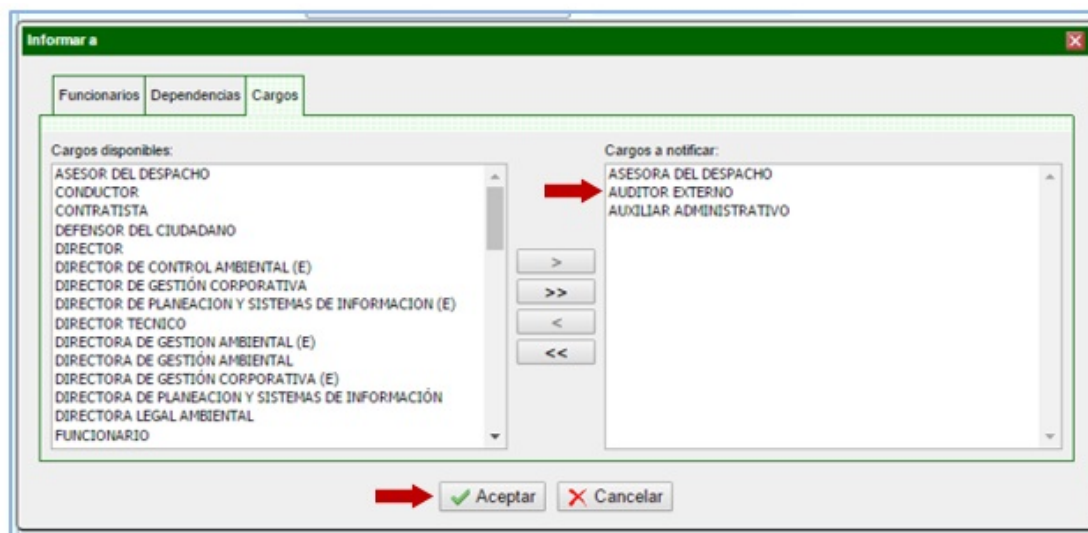 Informar a
Funcionarios
Dependencias
Cargos
Cargos disponibles:
ASESOR DEL DESPACHO
CONDUCTOR
CONTRATISTA
DEFENSOR DEL CIUDADANO
DIRECTOR
DIRECTOR DE CONTROL AMBIENTAL (E)
DIRECTOR DE GESTIÓN CORPORATIVA
DIRECTOR DE PLANEACION Y SISTEMAS DE INFORMACION (E)
DIRECTOR TECNICO
DIRECTORA DE GESTION AMBIENTAL (E)
DIRECTORA DE GESTIÓN AMBIENTAL
DIRECTORA DE GESTIÓN CORPORATIVA (E)
DIRECTORA DE PLANEACION Y SISTEMAS DE INFORMACIÓN
DIRECTORA LEGAL AMBIENTAL
FUNCIONARIO
>
>>
<
<<
Cargos a notificar:
ASESORA DEL DESPACHO
AUDITOR EXTERNO
AUXILIAR ADMINISTRATIVO
Aceptar
Cancelar